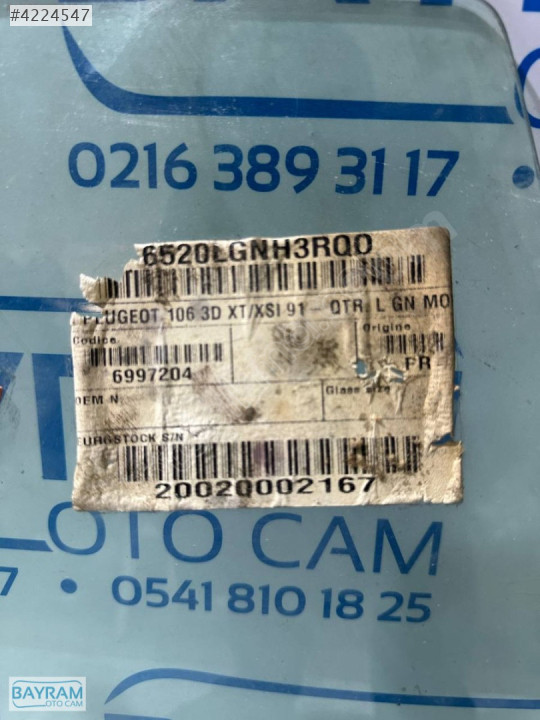 #4224547
0216 389 31 17
6520LGNH3RQ0
PEUGEOT 106 3D XT/XSI 91- QTR L GN MO
Codice
Origine
6997204
FR
OEM N.
Glass size
EUROSTOCK S/N
20020002167
OTO CAM
7 • 0541 810 18 25
BAYRAM
OTO CAM